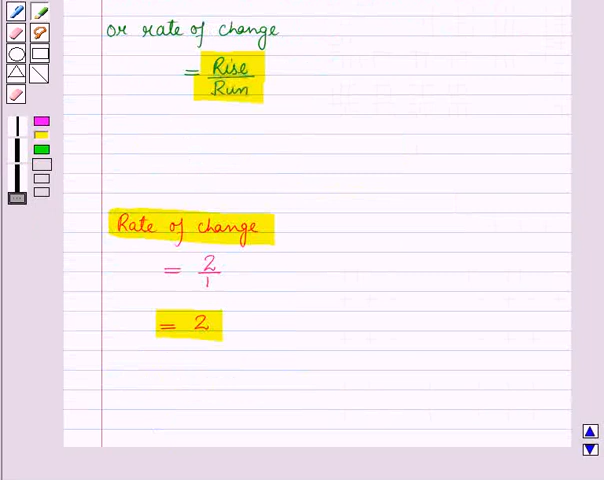 or rate of change
= Rise/Run
Rate of change
= 2/1
= 2